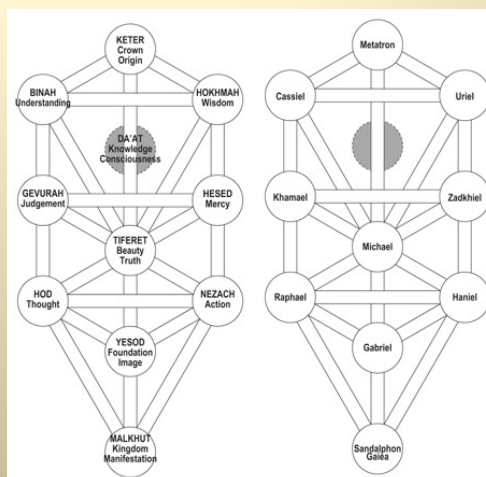 KETER
Crown
Origin
BINAH
Understanding
HOKHMAH
Wisdom
DA'AT
Knowledge
Consciousness
GEVURAH
Judgement
HESED
Mercy
TIFERET
Beauty
Truth
HOD
Thought
NEZACH
Action
YESOD
Foundation
Image
MALKHUT
Kingdom
Manifestation
Metatron
Cassiel
Uriel
Khamael
Zadkhiel
Michael
Raphael
Haniel
Gabriel
Sandalphon
Gaiea